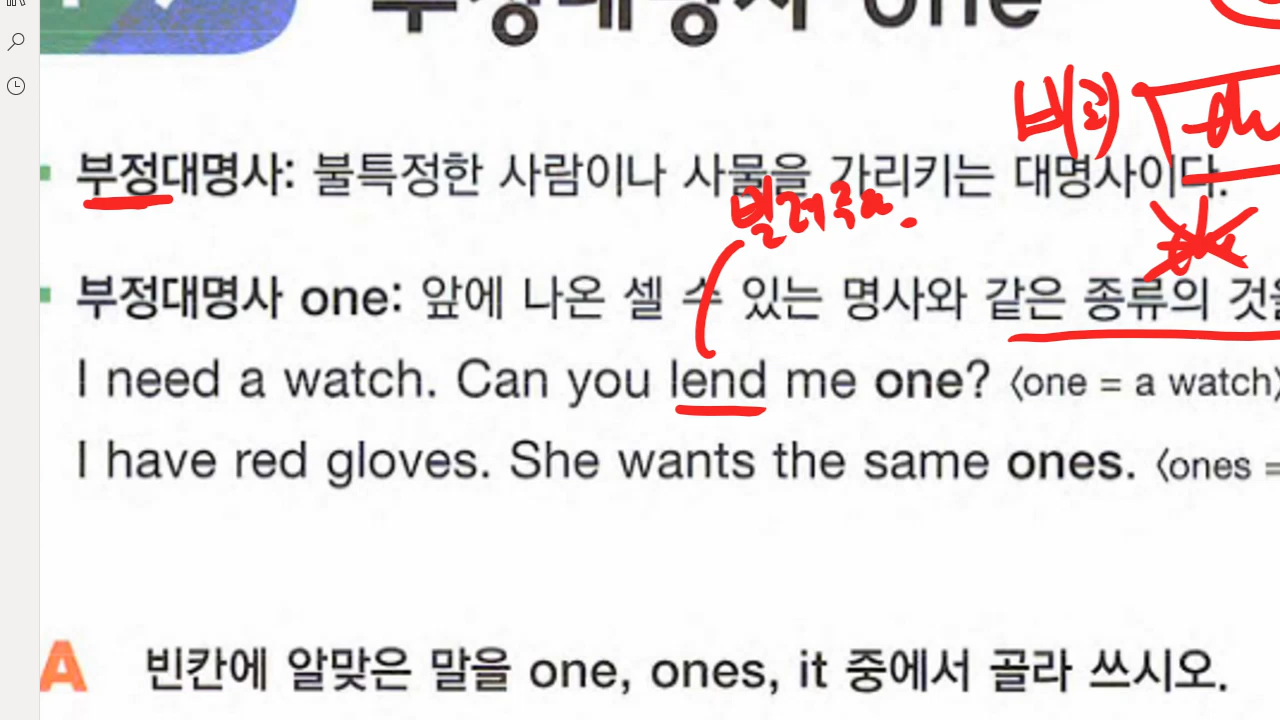 부정대명사 one
비교)
부정대명사: 불특정한 사람이나 사물을 가리키는 대명사이다.
빌려주다.
부정대명사 one: 앞에 나온 셀 수 있는 명사와 같은 종류의 것을
I need a watch. Can you lend me one? 〈one = a watch〉
I have red gloves. She wants the same ones. 〈ones =
A 빈칸에 알맞은 말을 one, ones, it 중에서 골라 쓰시오.